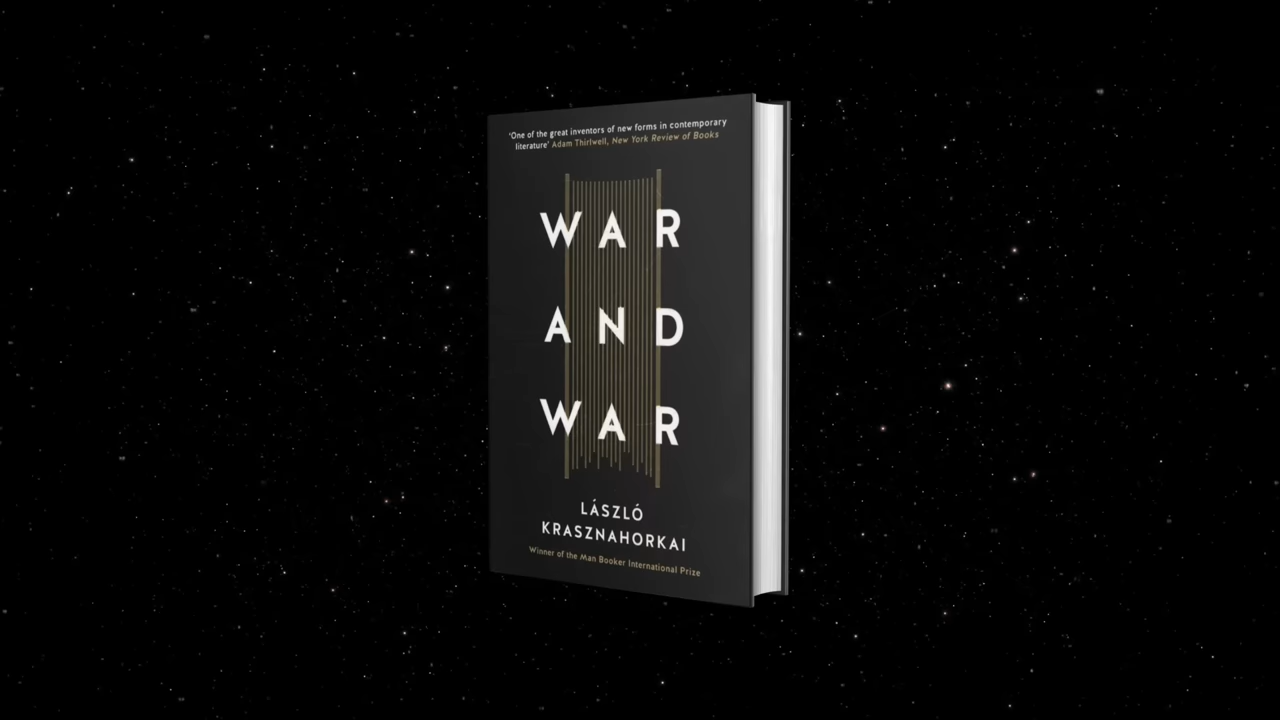 'One of the great inventors of new forms in contemporary
literature' Adam Thirlwell, New York Review of Books
WAR
AND
WAR
LÁSZLÓ
KRASZNAHORKAI
Winner of the Man Booker International Prize